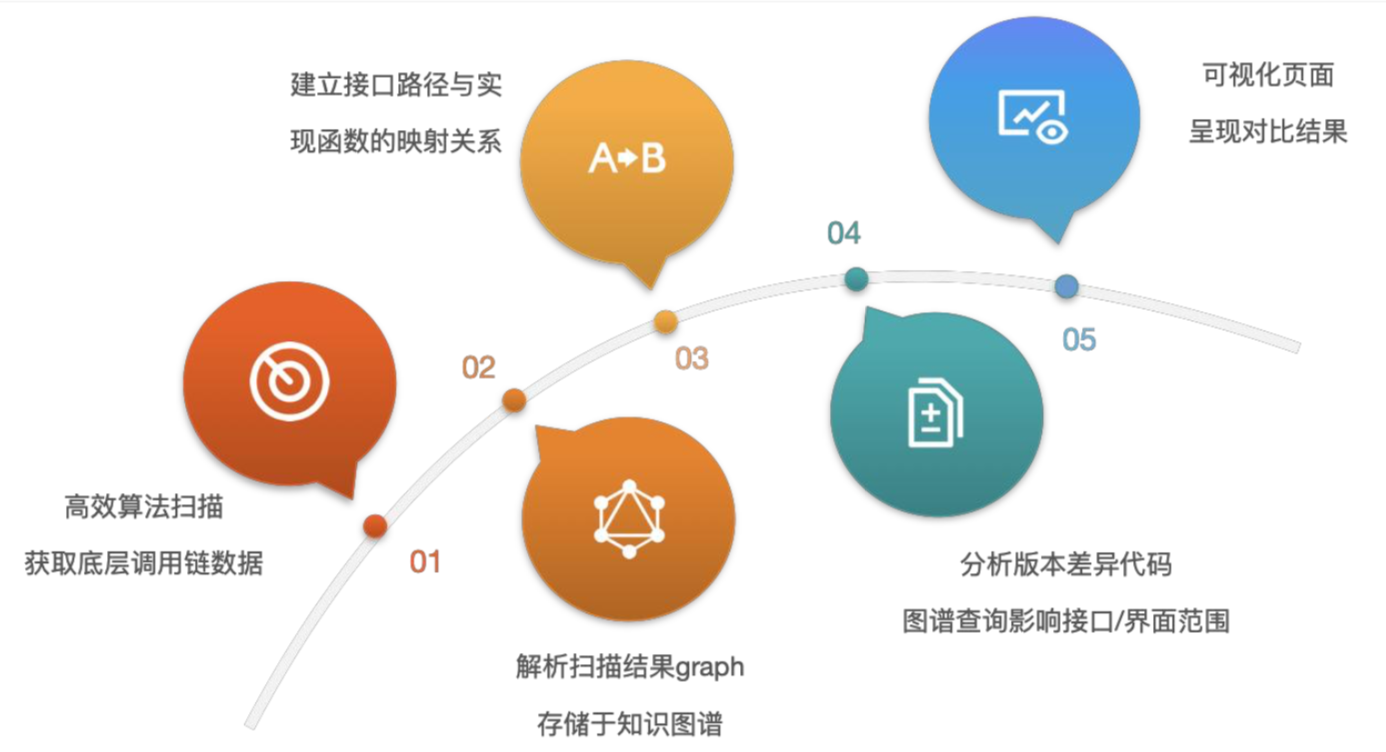 高效算法扫描
获取底层调用链数据
01
02
解析扫描结果graph
存储于知识图谱
建立接口路径与实
现函数的映射关系
A→B
03
04
分析版本差异代码
图谱查询影响接口/界面范围
可视化页面
呈现对比结果
05